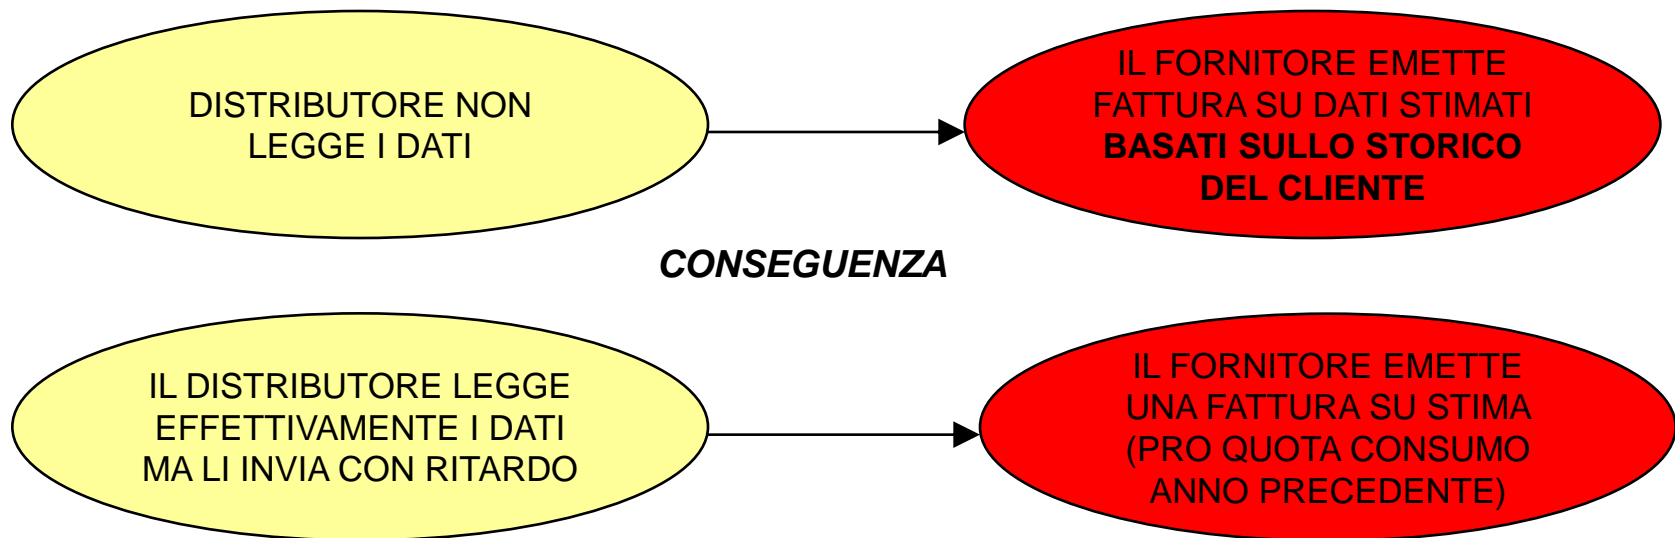 DISTRIBUTORE NON
LEGGE I DATI
IL FORNITORE EMETTE
FATTURA SU DATI STIMATI
BASATI SULLO STORICO
DEL CLIENTE
CONSEGUENZA
IL DISTRIBUTORE LEGGE
EFFETTIVAMENTE I DATI
MA LI INVIA CON RITARDO
IL FORNITORE EMETTE
UNA FATTURA SU STIMA
(PRO QUOTA CONSUMO
ANNO PRECEDENTE)